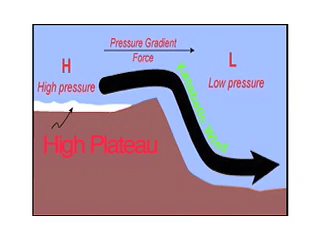 Pressure Gradient
Force
H
High pressure
L
Low pressure
Katabatic Wind
High Plateau